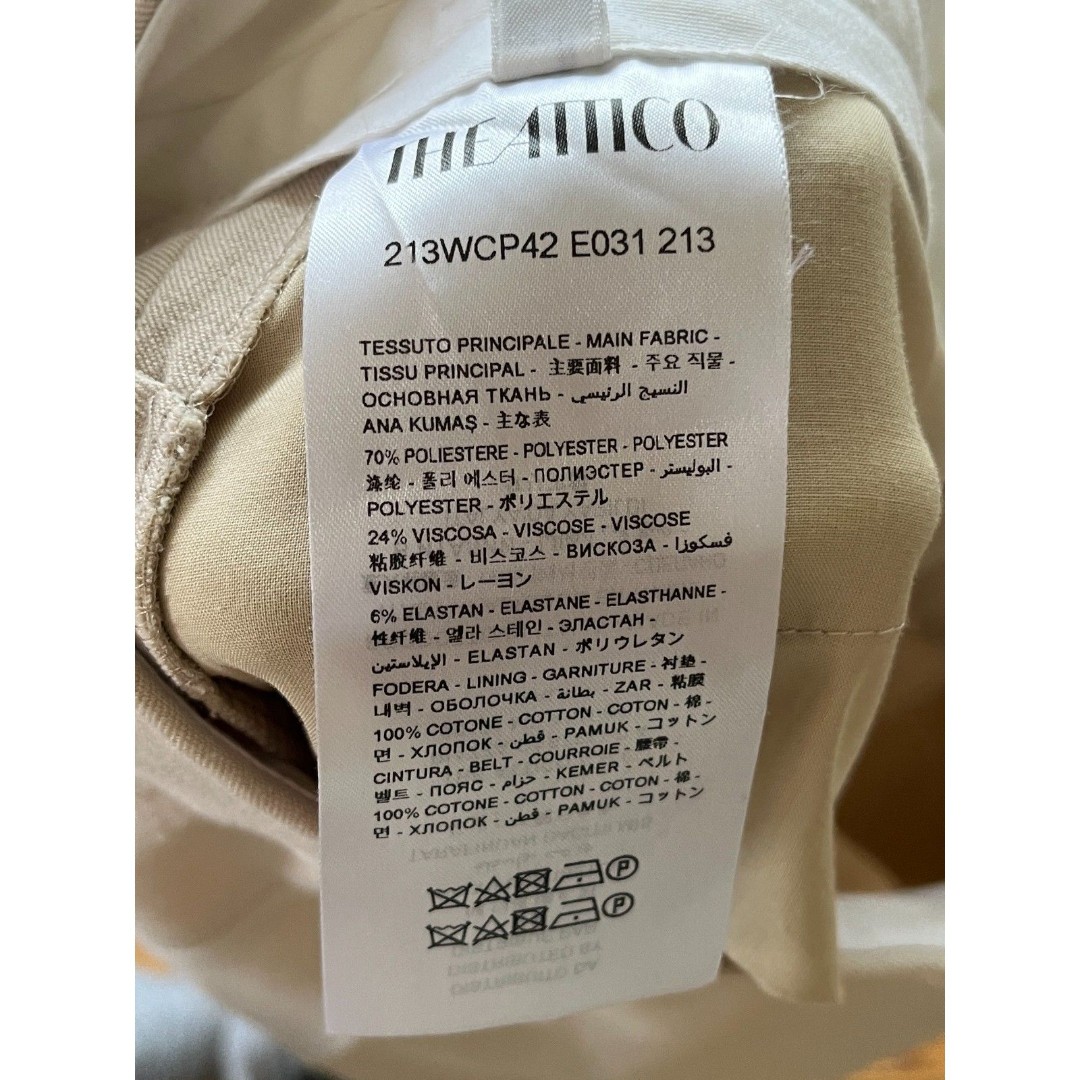 THE ATTICO
213WCP42 E031 213
TESSUTO PRINCIPALE - MAIN FABRIC -
TISSU PRINCIPAL - 主要面料 - 주요 직물 -
ОСНОВНАЯ ТКАНЬ - النسيج الرئيسي -
ANA KUMAŞ - 主な表
70% POLIESTERE - POLYESTER - POLYESTER
涤纶 - 폴리 에스터 - ПОЛИЭСТЕР - البوليستر -
POLYESTER - ポリエステル
24% VISCOSA - VISCOSE - VISCOSE
粘胶纤维 - 비스코스 - ВИСКОЗА - فسكوزا
VISKON - レーヨン
6% ELASTAN - ELASTANE - ELASTHANNE -
性纤维 - 엘라 스테인 - ЭЛАСТАН -
الإيلاستين - ELASTAN - ポリウレタン
FODERA - LINING - GARNITURE - 衬垫 -
내벽 - ОБОЛОЧКА - بطانة - ZAR - 粘膜
100% COTONE - COTTON - COTON - 棉 -
면 - ХЛОПОК - قطن - PAMUK - コットン
CINTURA - BELT - COURROIE - 腰帶 -
벨트 - ПОЯС - حزام - KEMER - ベルト
100% COTONE - COTTON - COTON - 棉 -
면 - ХЛОПОК - قطن - PAMUK - コットン
P
P
DISTRIBUTED BY